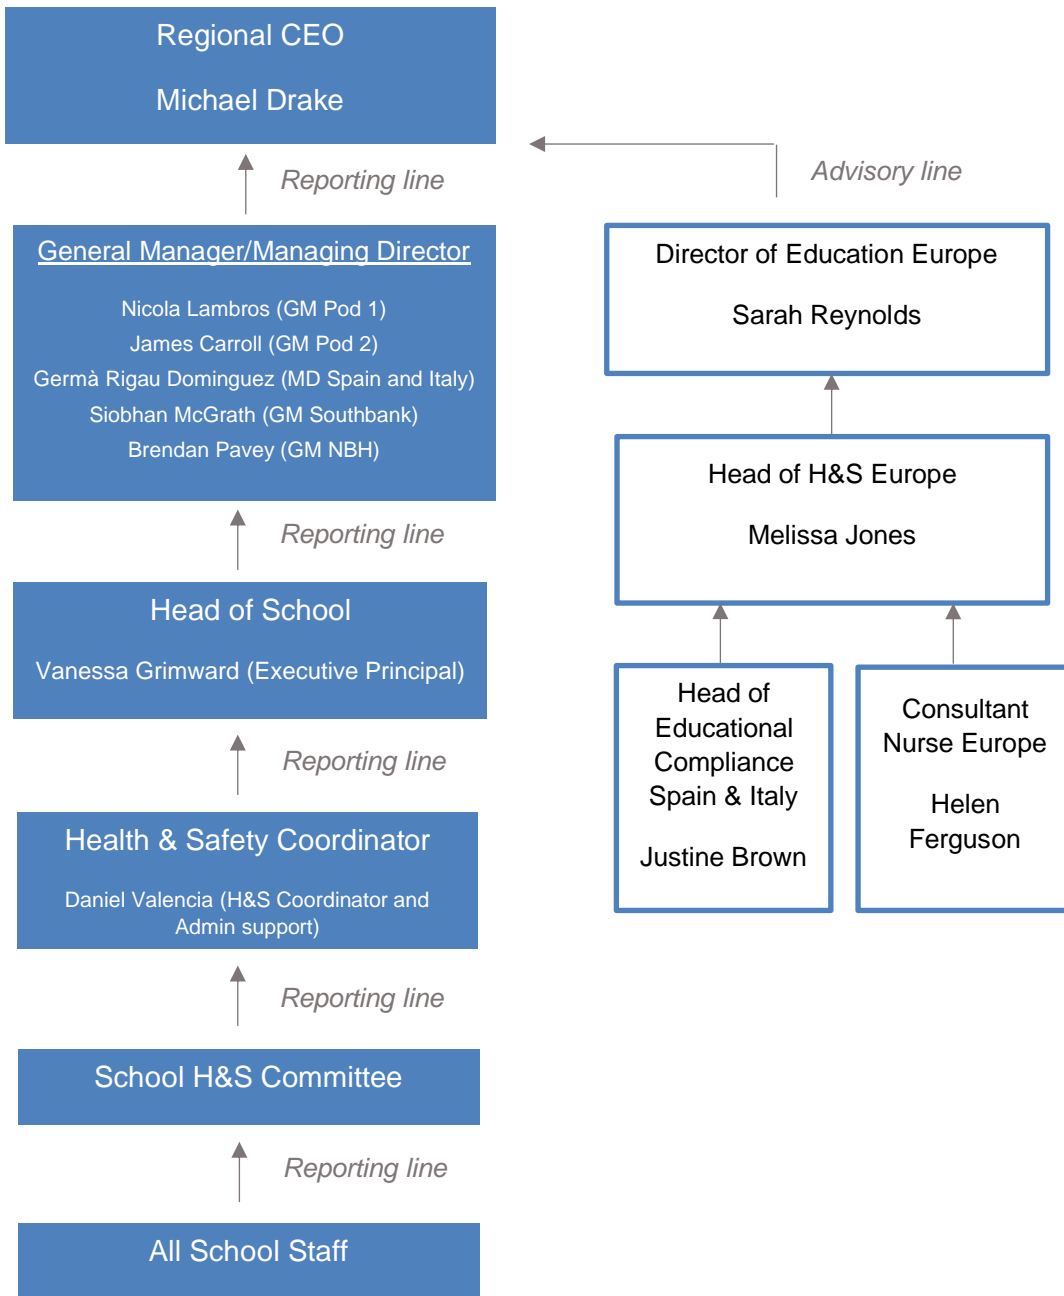 Regional CEO
Michael Drake
Reporting line
Advisory line
General Manager/Managing Director
Nicola Lambros (GM Pod 1)
James Carroll (GM Pod 2)
Germà Rigau Dominguez (MD Spain and Italy)
Siobhan McGrath (GM Southbank)
Brendan Pavey (GM NBH)
Director of Education Europe
Sarah Reynolds
Reporting line
Head of H&S Europe
Melissa Jones
Head of School
Vanessa Grimward (Executive Principal)
Reporting line
Head of
Educational
Compliance
Spain & Italy
Justine Brown
Consultant
Nurse Europe
Helen
Ferguson
Health & Safety Coordinator
Daniel Valencia (H&S Coordinator and
Admin support)
Reporting line
School H&S Committee
Reporting line
All School Staff